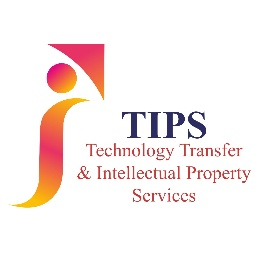 TIPS
Technology Transfer
& Intellectual Property
Services